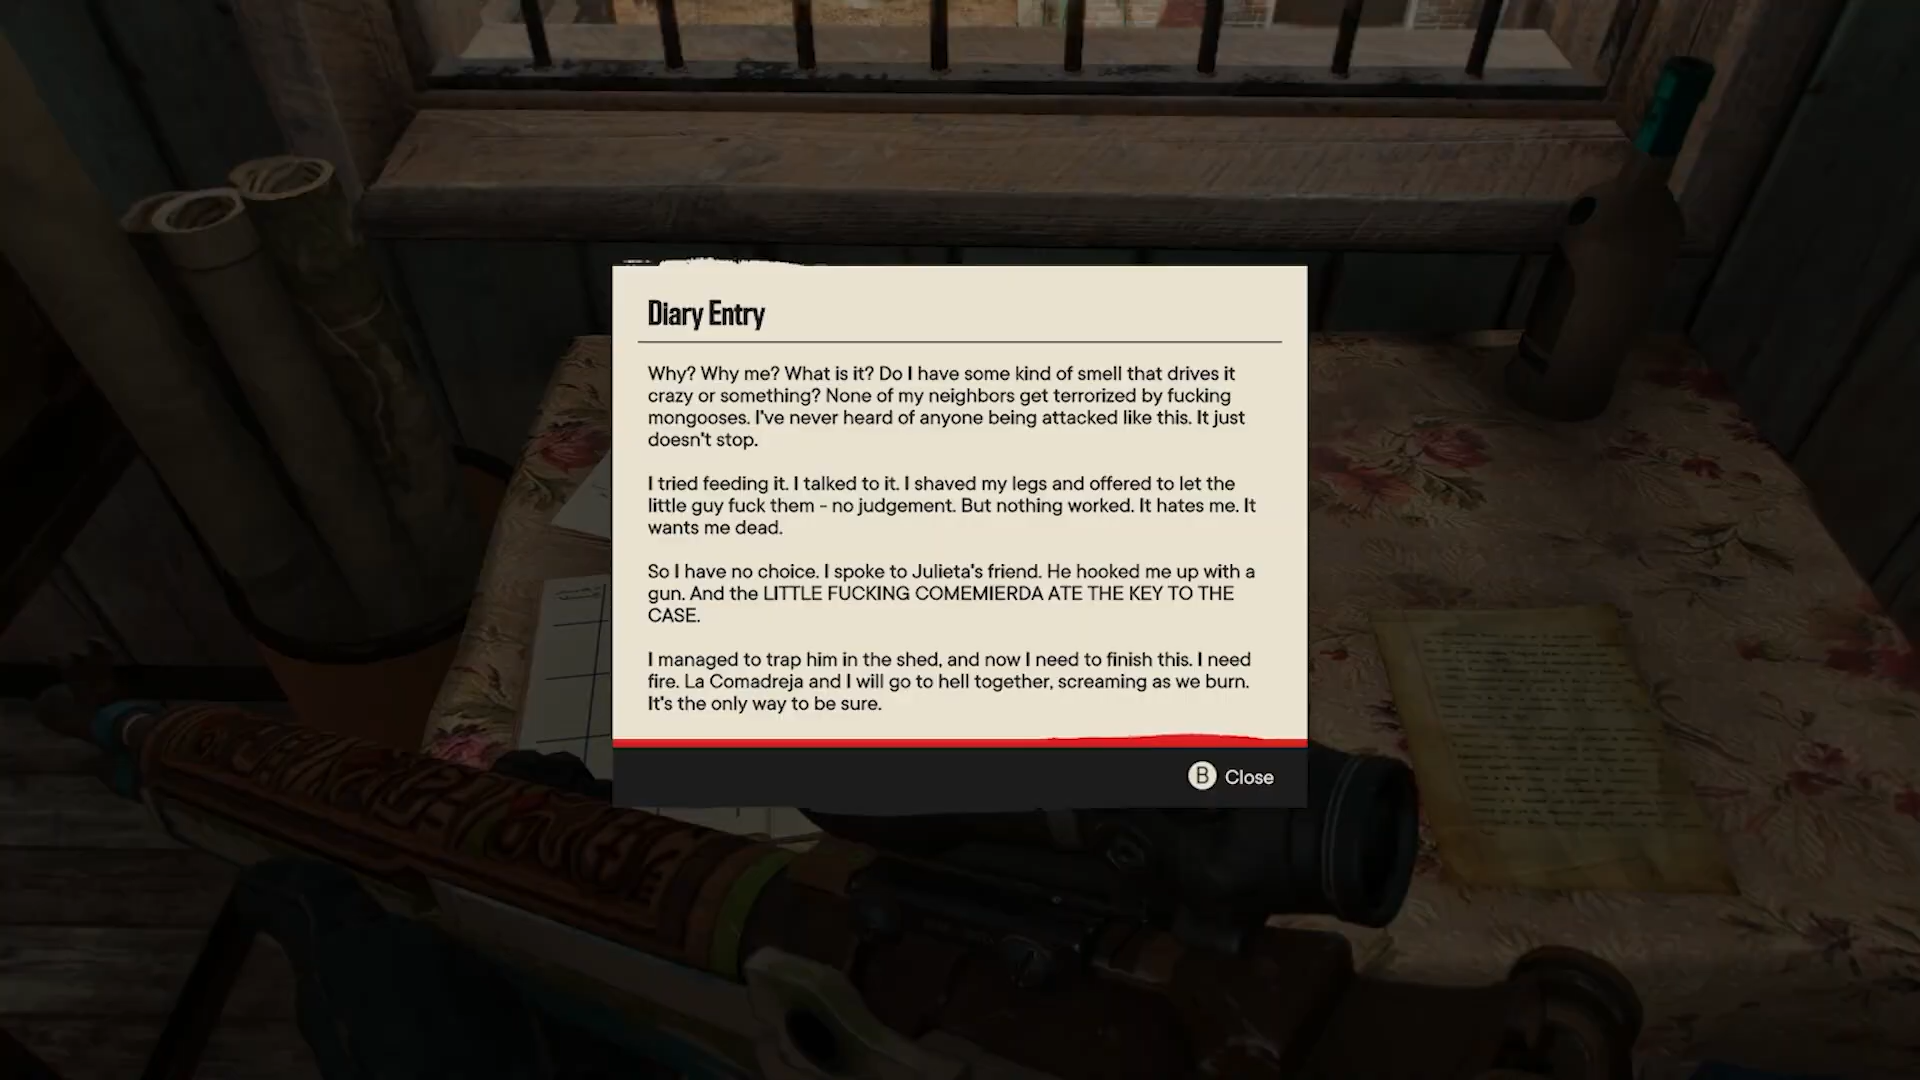 Diary Entry
Why? Why me? What is it? Do I have some kind of smell that drives it
crazy or something? None of my neighbors get terrorized by fucking
mongooses. I've never heard of anyone being attacked like this. It just
doesn't stop.
I tried feeding it. I talked to it. I shaved my legs and offered to let the
little guy fuck them - no judgement. But nothing worked. It hates me. It
wants me dead.
So I have no choice. I spoke to Julieta's friend. He hooked me up with a
gun. And the LITTLE FUCKING COMEMIERDA ATE THE KEY TO THE
CASE.
I managed to trap him in the shed, and now I need to finish this. I need
fire. La Comadreja and I will go to hell together, screaming as we burn.
It's the only way to be sure.
B Close